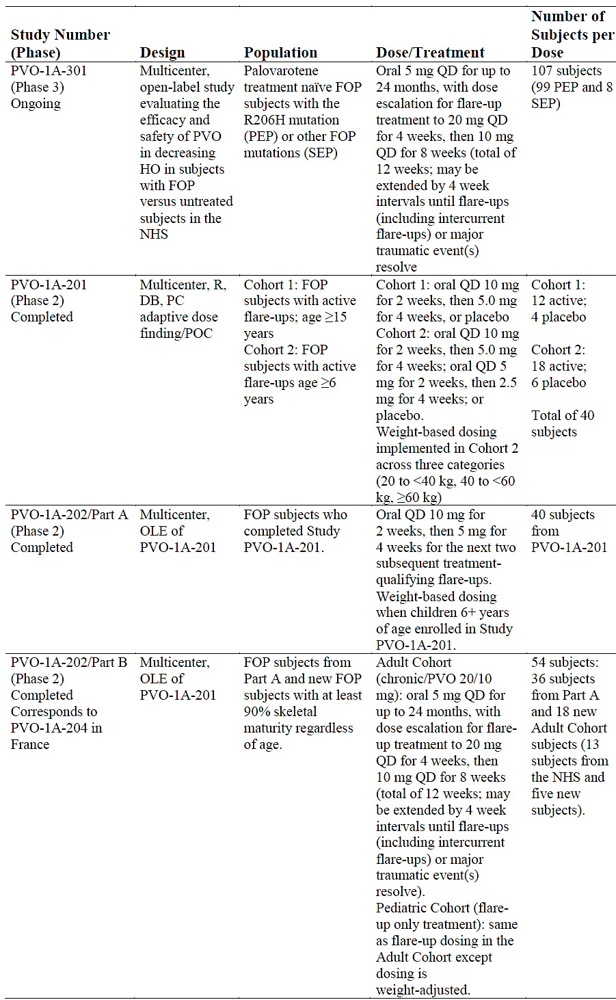 Study Number
(Phase)
Design
Population
Dose/Treatment
Number of
Subjects per
Dose
PVO-1A-301
(Phase 3)
Ongoing
Multicenter,
open-label study
evaluating the
efficacy and
safety of PVO
in decreasing
HO in subjects
with FOP
versus untreated
subjects in the
NHS
Palovarotene
treatment naïve FOP
subjects with the
R206H mutation
(PEP) or other FOP
mutations (SEP)
Oral 5 mg QD for up to
24 months, with dose
escalation for flare-up
treatment to 20 mg QD
for 4 weeks, then 10 mg
QD for 8 weeks (total of
12 weeks; may be
extended by 4 week
intervals until flare-ups
(including intercurrent
flare-ups) or major
traumatic event(s)
resolve
107 subjects
(99 PEP and 8
SEP)
PVO-1A-201
(Phase 2)
Completed
Multicenter, R,
DB, PC
adaptive dose
finding/POC
Cohort 1: FOP
subjects with active
flare-ups; age ≥15
years
Cohort 2: FOP
subjects with active
flare-ups age ≥6
years
Cohort 1: oral QD 10 mg
for 2 weeks, then 5.0 mg
for 4 weeks, or placebo
Cohort 2: oral QD 10 mg
for 2 weeks, then 5.0 mg
for 4 weeks; oral QD 5
mg for 2 weeks, then 2.5
mg for 4 weeks; or
placebo.
Weight-based dosing
implemented in Cohort 2
across three categories
(20 to <40 kg, 40 to <60
kg, ≥60 kg)
Cohort 1:
12 active;
4 placebo
Cohort 2:
18 active;
6 placebo
Total of 40
subjects
PVO-1A-202/Part A
(Phase 2)
Completed
Multicenter,
OLE of
PVO-1A-201
FOP subjects who
completed Study
PVO-1A-201.
Oral QD 10 mg for
2 weeks, then 5 mg for
4 weeks for the next two
subsequent treatment-
qualifying flare-ups.
Weight-based dosing
when children 6+ years
of age enrolled in Study
PVO-1A-201.
40 subjects
from
PVO-1A-201
PVO-1A-202/Part B
(Phase 2)
Completed
Corresponds to
PVO-1A-204 in
France
Multicenter,
OLE of
PVO-1A-201
FOP subjects from
Part A and new FOP
subjects with at least
90% skeletal
maturity regardless
of age.
Adult Cohort
(chronic/PVO 20/10
mg): oral 5 mg QD for
up to 24 months, with
dose escalation for flare-
up treatment to 20 mg
QD for 4 weeks, then
10 mg QD for 8 weeks
(total of 12 weeks; may
be extended by 4 week
intervals until flare-ups
(including intercurrent
flare-ups) or major
traumatic event(s)
resolve).
Pediatric Cohort (flare-
up only treatment): same
as flare-up dosing in the
Adult Cohort except
dosing is
weight-adjusted.
54 subjects:
36 subjects
from Part A
and 18 new
Adult Cohort
subjects (13
subjects from
the NHS and
five new
subjects).